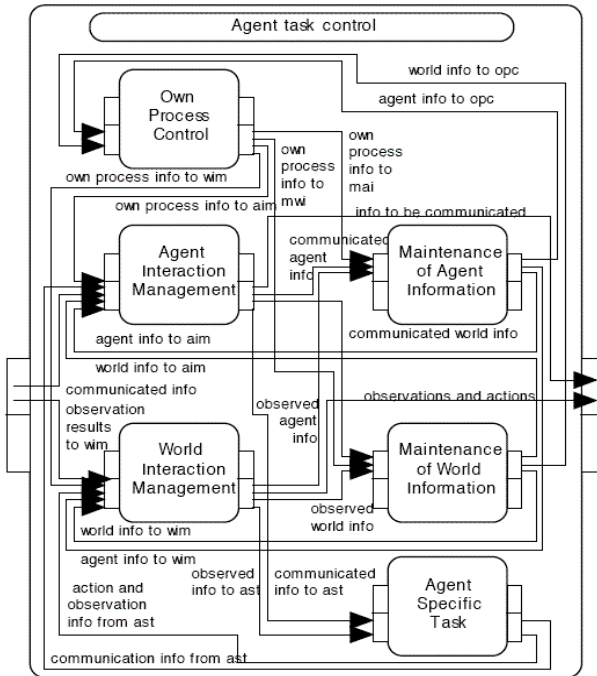 Agent task control
world info to opc
agent info to opc
Own
Process
Control
own
process
info to
mwi
own
process
info to
mai
own process info to wim
own process info to aim
info to be communicated
Agent
Interaction
Management
communicated
agent
info
Maintenance
of Agent
Information
agent info to aim
communicated world info
world info to aim
communicated info
observation
results
to wim
observed
agent
info
observations and actions
World
Interaction
Management
Maintenance
of World
Information
observed
world info
world info to wim
agent info to wim
action and
observation
info from ast
observed
info to ast
communicated
info to ast
Agent
Specific
Task
communication info from ast